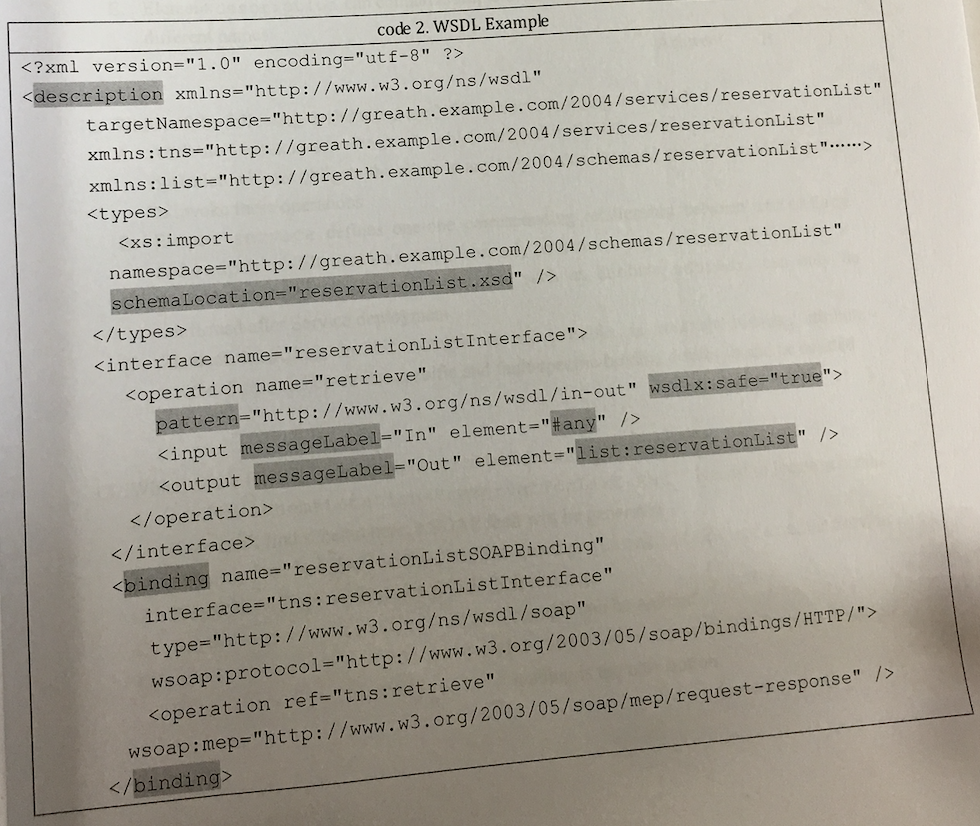 code 2. WSDL Example
<?xml version="1.0" encoding="utf-8" ?>
<description xmlns="http://www.w3.org/ns/wsdl"
targetNamespace="http://greath.example.com/2004/services/reservationList"
xmlns:tns="http://greath.example.com/2004/services/reservationList"
xmlns:list="http://greath.example.com/2004/schemas/reservationList"······>
<types>
<xs:import
namespace="http://greath.example.com/2004/schemas/reservationList"
schemaLocation="reservationList.xsd" />
</types>
<interface name="reservationListInterface">
<operation name="retrieve"
pattern="http://www.w3.org/ns/wsdl/in-out" wsdlx:safe="true">
<input messageLabel="In" element="#any" />
<output messageLabel="Out" element="list:reservationList" />
</operation>
</interface>
<binding name="reservationListSOAPBinding"
interface="tns:reservationListInterface"
type="http://www.w3.org/ns/wsdl/soap"
wsoap:protocol="http://www.w3.org/2003/05/soap/bindings/HTTP/">
<operation ref="tns:retrieve"
wsoap:mep="http://www.w3.org/2003/05/soap/mep/request-response" />
</binding>